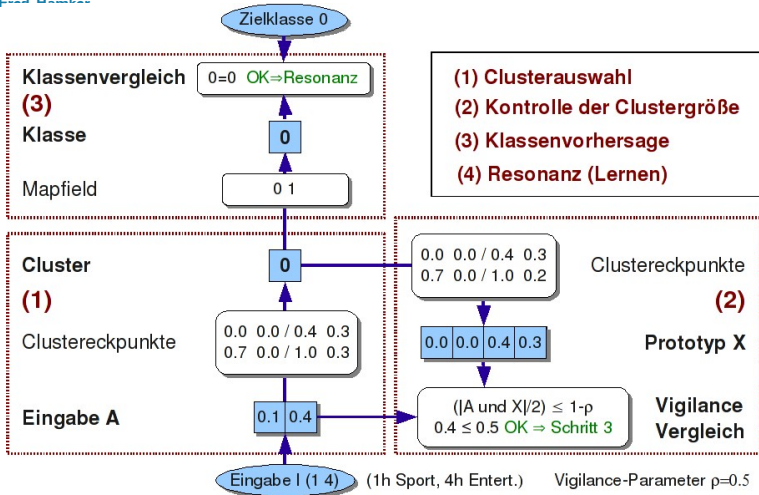 Fred Hamker
Zielklasse 0
Klassenvergleich
0=0 OK⇒Resonanz
(3)
Klasse
0
Mapfield
0 1
(1) Clusterauswahl
(2) Kontrolle der Clustergröße
(3) Klassenvorhersage
(4) Resonanz (Lernen)
Cluster
0
(1)
Clustereckpunkte
0.0 0.0 / 0.4 0.3
0.7 0.0 / 1.0 0.3
Eingabe A
0.1 0.4
0.0 0.0 / 0.4 0.3
0.7 0.0 / 1.0 0.2
Clustereckpunkte
(2)
0.0 0.0 0.4 0.3
Prototyp X
(|A und X|/2) ≤ 1-ρ
0.4 ≤ 0.5 OK ⇒ Schritt 3
Vigilance
Vergleich
Eingabe I (1 4)
(1h Sport, 4h Entert.)
Vigilance-Parameter ρ=0.5